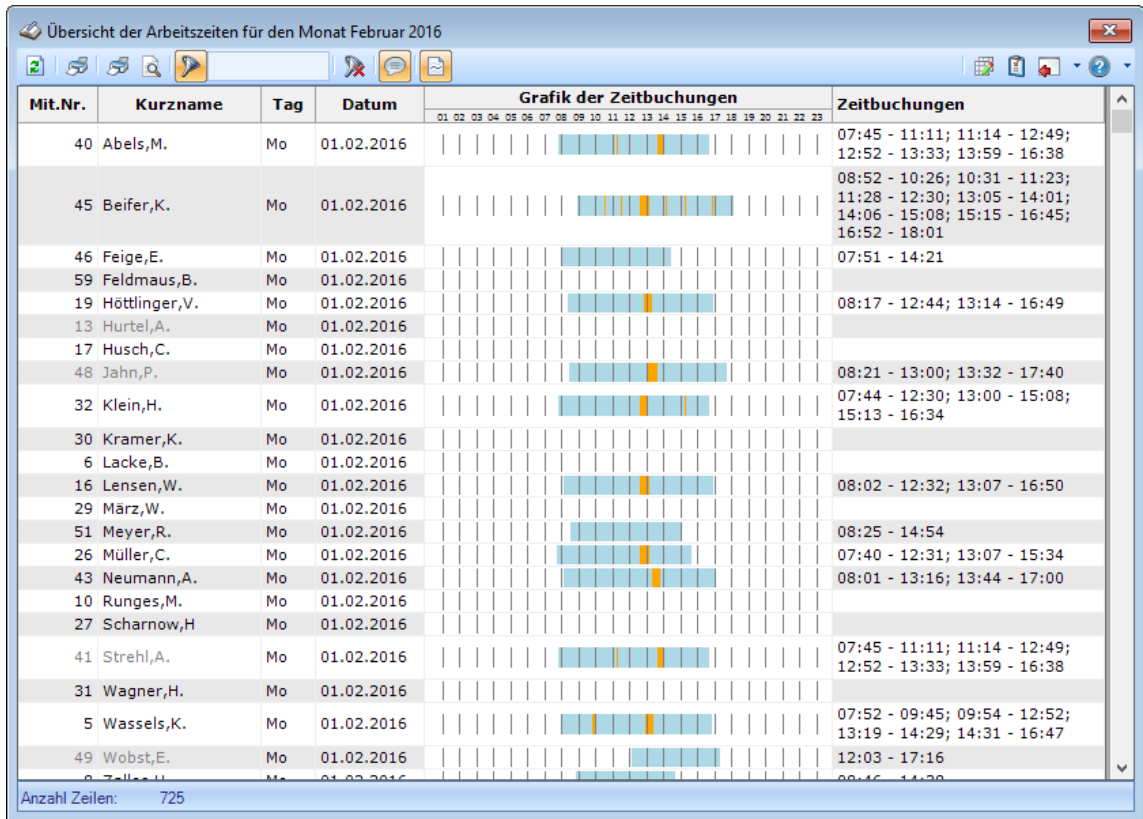 Übersicht der Arbeitszeiten für den Monat Februar 2016
Mit.Nr. Kurzname Tag Datum Grafik der Zeitbuchungen Zeitbuchungen
01 02 03 04 05 06 07 08 09 10 11 12 13 14 15 16 17 18 19 20 21 22 23
40 Abels,M. Mo 01.02.2016 07:45 - 11:11; 11:14 - 12:49;
12:52 - 13:33; 13:59 - 16:38
45 Beifer,K. Mo 01.02.2016 08:52 - 10:26; 10:31 - 11:23;
11:28 - 12:30; 13:05 - 14:01;
14:06 - 15:08; 15:15 - 16:45;
16:52 - 18:01
46 Feige,E. Mo 01.02.2016 07:51 - 14:21
59 Feldmaus,B. Mo 01.02.2016
19 Höttlinger,V. Mo 01.02.2016 08:17 - 12:44; 13:14 - 16:49
13 Hurtel,A. Mo 01.02.2016
17 Husch,C. Mo 01.02.2016
48 Jahn,P. Mo 01.02.2016 08:21 - 13:00; 13:32 - 17:40
32 Klein,H. Mo 01.02.2016 07:44 - 12:30; 13:00 - 15:08;
15:13 - 16:34
30 Kramer,K. Mo 01.02.2016
6 Lacke,B. Mo 01.02.2016
16 Lensen,W. Mo 01.02.2016 08:02 - 12:32; 13:07 - 16:50
29 März,W. Mo 01.02.2016
51 Meyer,R. Mo 01.02.2016 08:25 - 14:54
26 Müller,C. Mo 01.02.2016 07:40 - 12:31; 13:07 - 15:34
43 Neumann,A. Mo 01.02.2016 08:01 - 13:16; 13:44 - 17:00
10 Runges,M. Mo 01.02.2016
27 Scharnow,H Mo 01.02.2016
41 Strehl,A. Mo 01.02.2016 07:45 - 11:11; 11:14 - 12:49;
12:52 - 13:33; 13:59 - 16:38
31 Wagner,H. Mo 01.02.2016
5 Wassels,K. Mo 01.02.2016 07:52 - 09:45; 09:54 - 12:52;
13:19 - 14:29; 14:31 - 16:47
49 Wobst,E. Mo 01.02.2016 12:03 - 17:16
Mo 01.02.2016
Anzahl Zeilen: 725